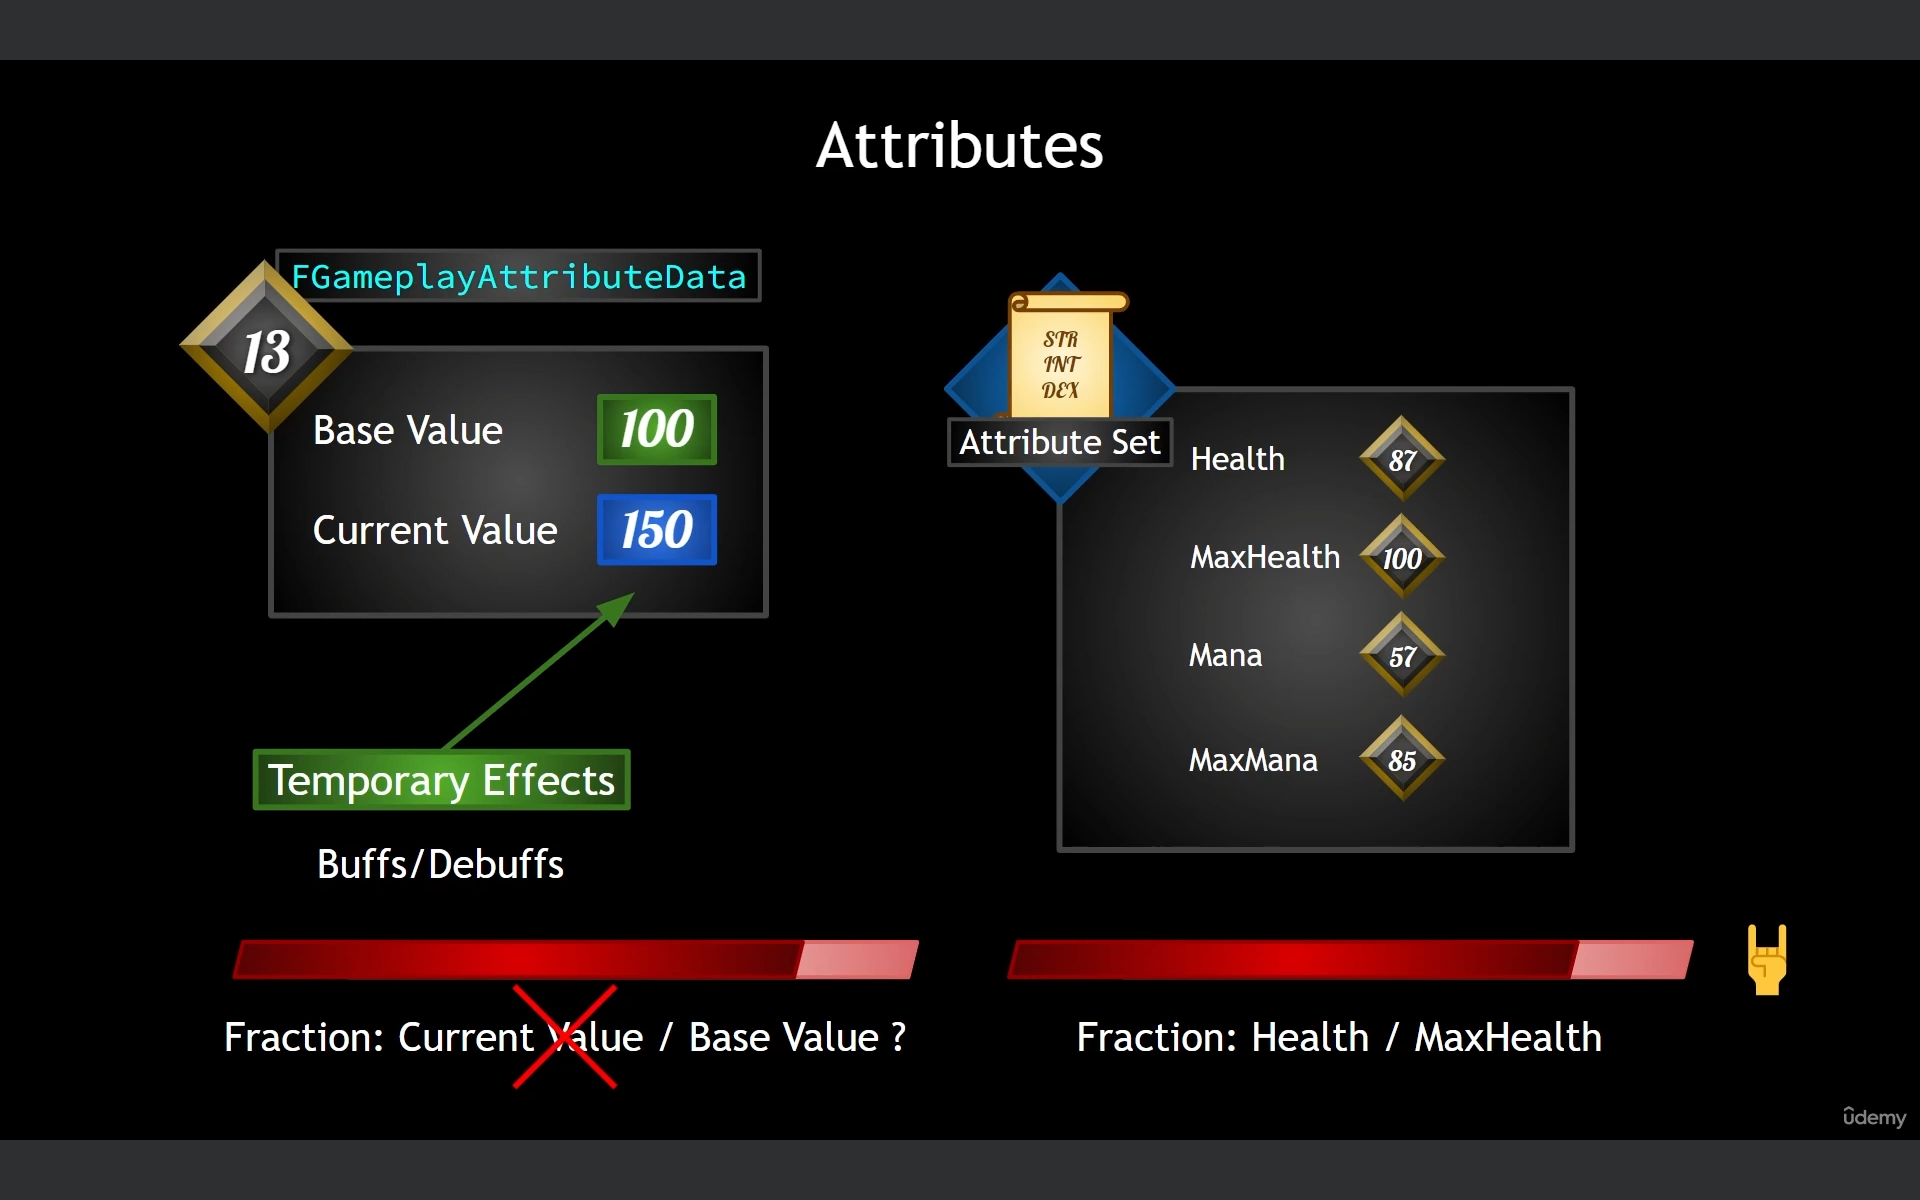 Attributes
FGameplayAttributeData
13
Base Value 100
Current Value 150
Temporary Effects
Buffs/Debuffs
Fraction: Current Value / Base Value ?
STR
INT
DEX
Attribute Set
Health 87
MaxHealth 100
Mana 57
MaxMana 85
Fraction: Health / MaxHealth
ûdemy